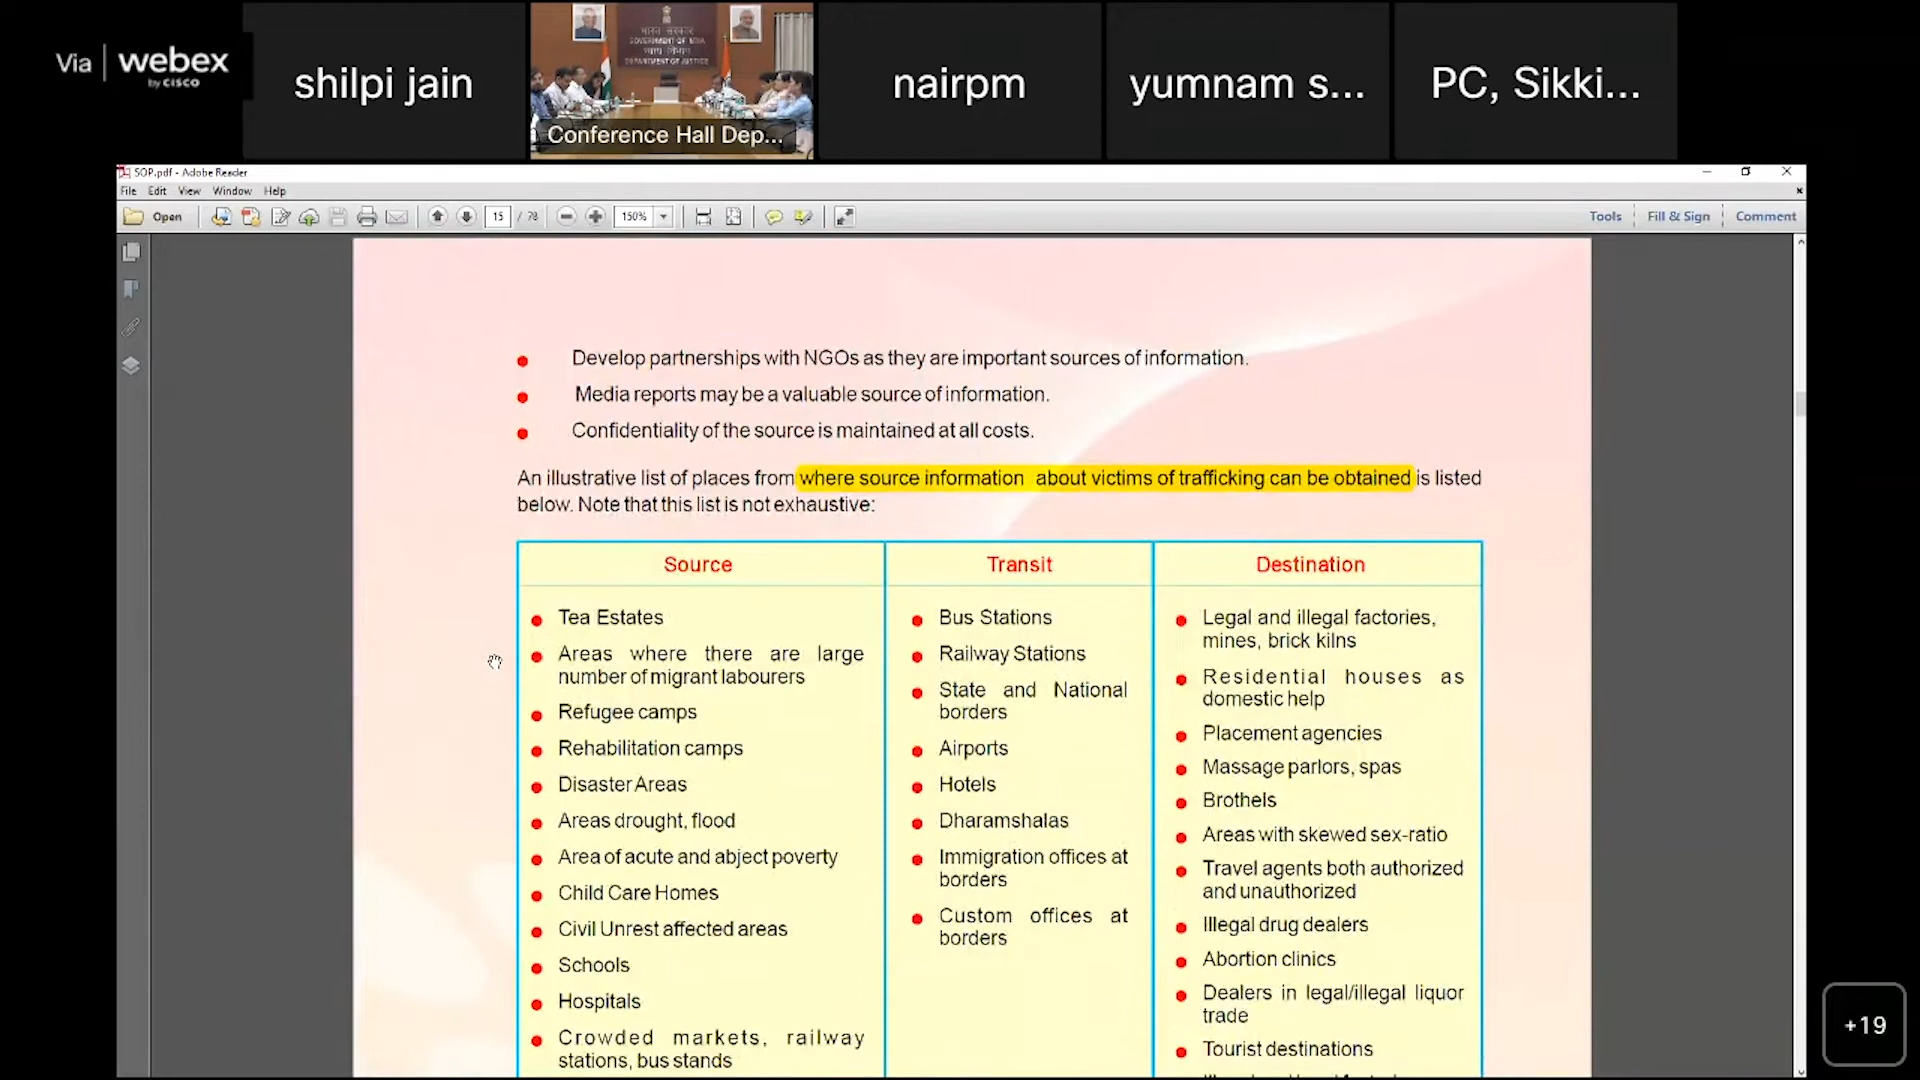 Via webex
by CISCO
shilpi jain
भारत सरकार
GOVERNMENT OF INDIA
न्याय विभाग
DEPARTMENT OF JUSTICE
Conference Hall Dep...
nairpm
yumnam s...
PC, Sikki...
SOP.pdf - Adobe Reader
File Edit View Window Help
Open 15 / 78 150% Tools Fill & Sign Comment
Develop partnerships with NGOs as they are important sources of information.
Media reports may be a valuable source of information.
Confidentiality of the source is maintained at all costs.
An illustrative list of places from where source information about victims of trafficking can be obtained is listed
below. Note that this list is not exhaustive:
Source
Tea Estates
Areas where there are large
number of migrant labourers
Refugee camps
Rehabilitation camps
Disaster Areas
Areas drought, flood
Area of acute and abject poverty
Child Care Homes
Civil Unrest affected areas
Schools
Hospitals
Crowded markets, railway
stations, bus stands
Transit
Bus Stations
Railway Stations
State and National
borders
Airports
Hotels
Dharamshalas
Immigration offices at
borders
Custom offices at
borders
Destination
Legal and illegal factories,
mines, brick kilns
Residential houses as
domestic help
Placement agencies
Massage parlors, spas
Brothels
Areas with skewed sex-ratio
Travel agents both authorized
and unauthorized
Illegal drug dealers
Abortion clinics
Dealers in legal/illegal liquor
trade
Tourist destinations
+19